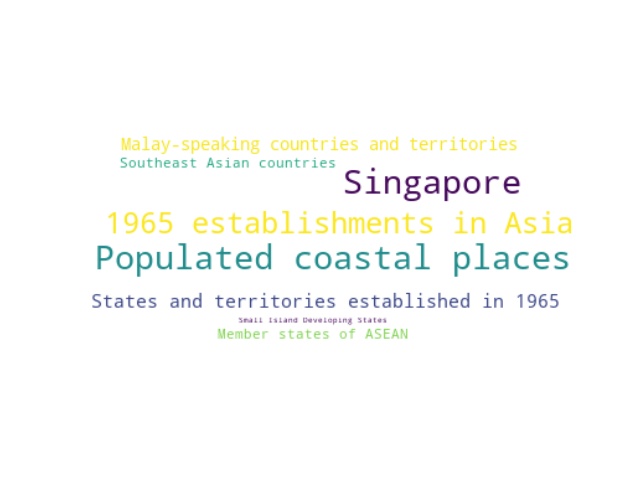 Malay-speaking countries and territories
Southeast Asian countries
Singapore
1965 establishments in Asia
Populated coastal places
States and territories established in 1965
Small Island Developing States
Member states of ASEAN